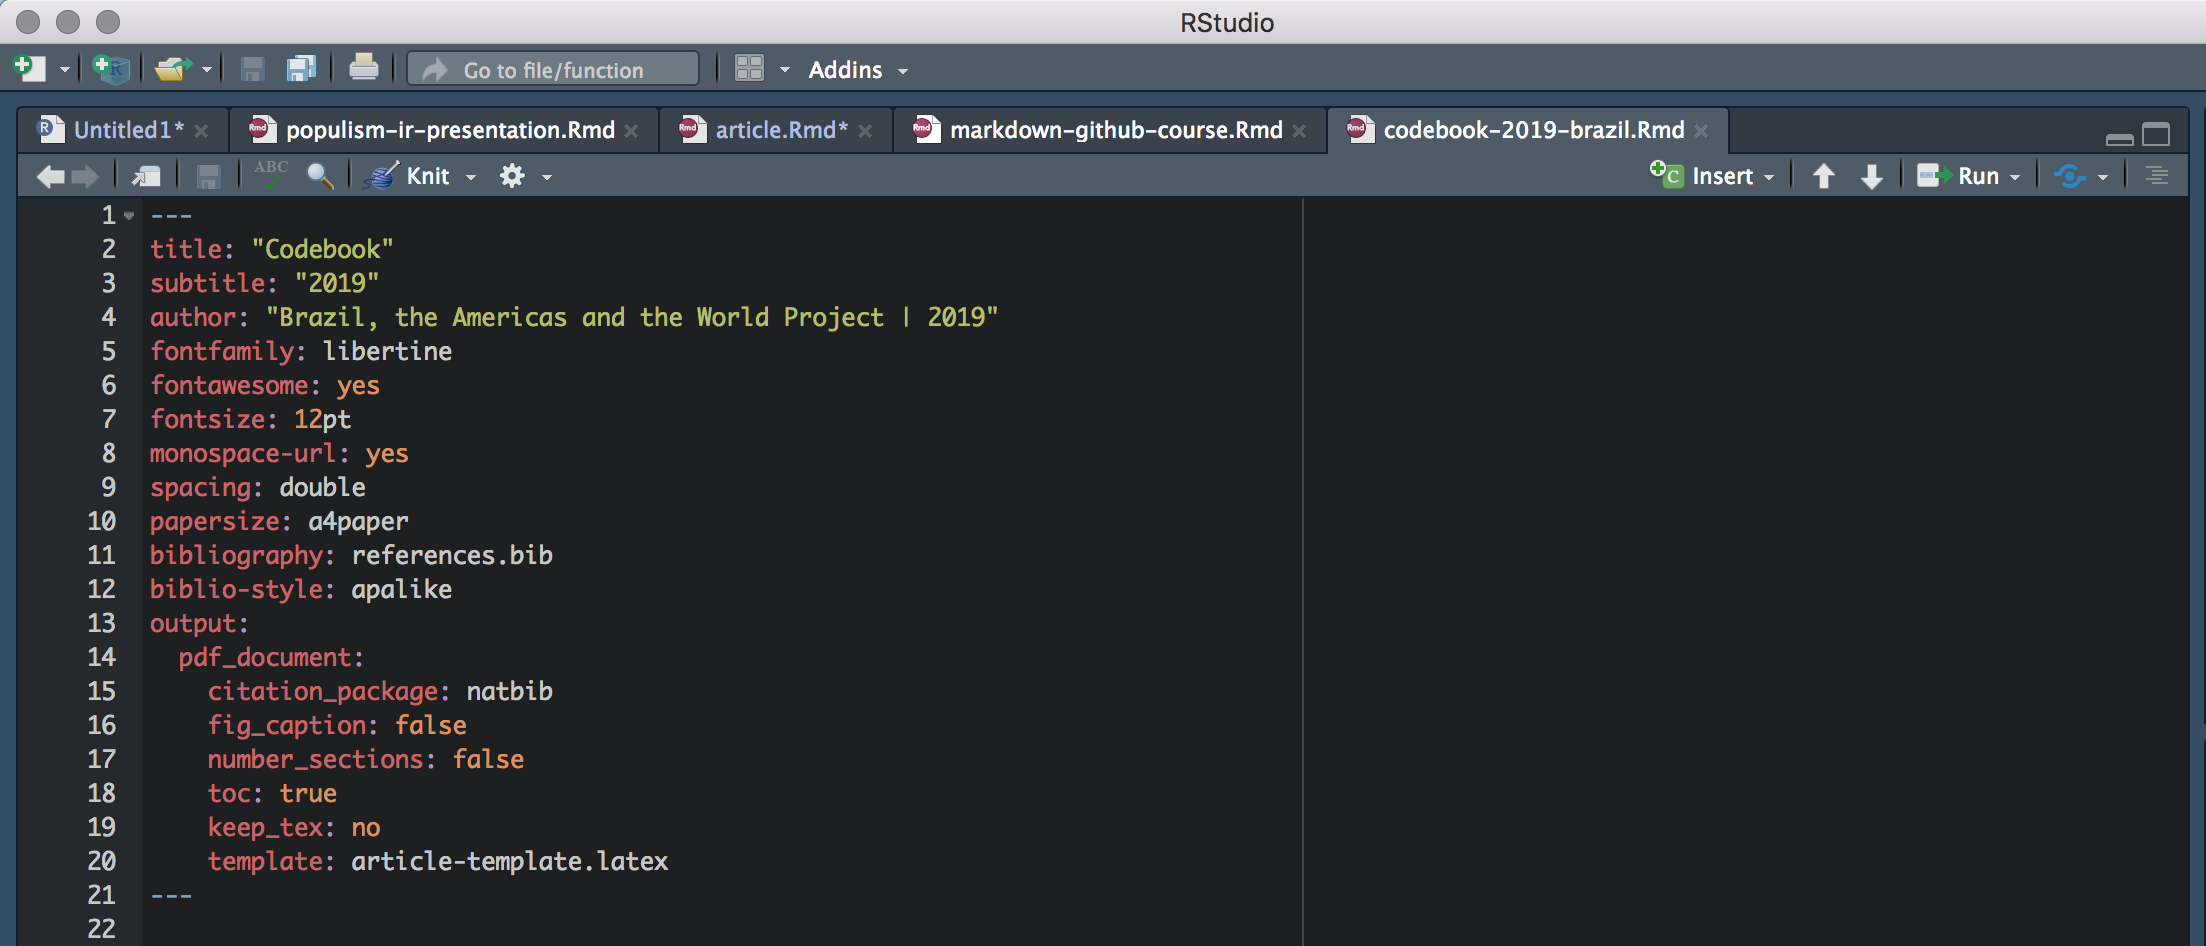 RStudio
Go to file/function Addins
Untitled1* populism-ir-presentation.Rmd article.Rmd* markdown-github-course.Rmd codebook-2019-brazil.Rmd
ABC Knit Insert Run
1 ---
2 title: "Codebook"
3 subtitle: "2019"
4 author: "Brazil, the Americas and the World Project | 2019"
5 fontfamily: libertine
6 fontawesome: yes
7 fontsize: 12pt
8 monospace-url: yes
9 spacing: double
10 papersize: a4paper
11 bibliography: references.bib
12 biblio-style: apalike
13 output:
14   pdf_document:
15     citation_package: natbib
16     fig_caption: false
17     number_sections: false
18     toc: true
19     keep_tex: no
20     template: article-template.latex
21 ---
22